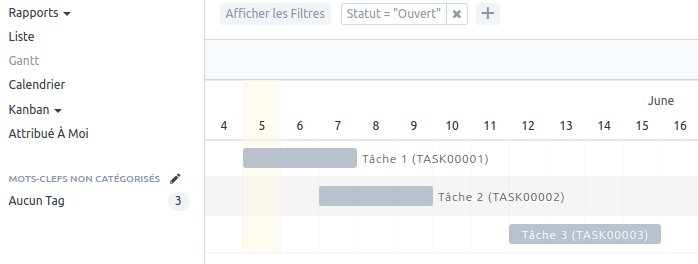 Rapports
Liste
Gantt
Calendrier
Kanban
Attribué À Moi
MOTS-CLEFS NON CATÉGORISÉS
Aucun Tag 3
Afficher les Filtres Statut = "Ouvert" × +
June
4 5 6 7 8 9 10 11 12 13 14 15 16
Tâche 1 (TASK00001)
Tâche 2 (TASK00002)
Tâche 3 (TASK00003)